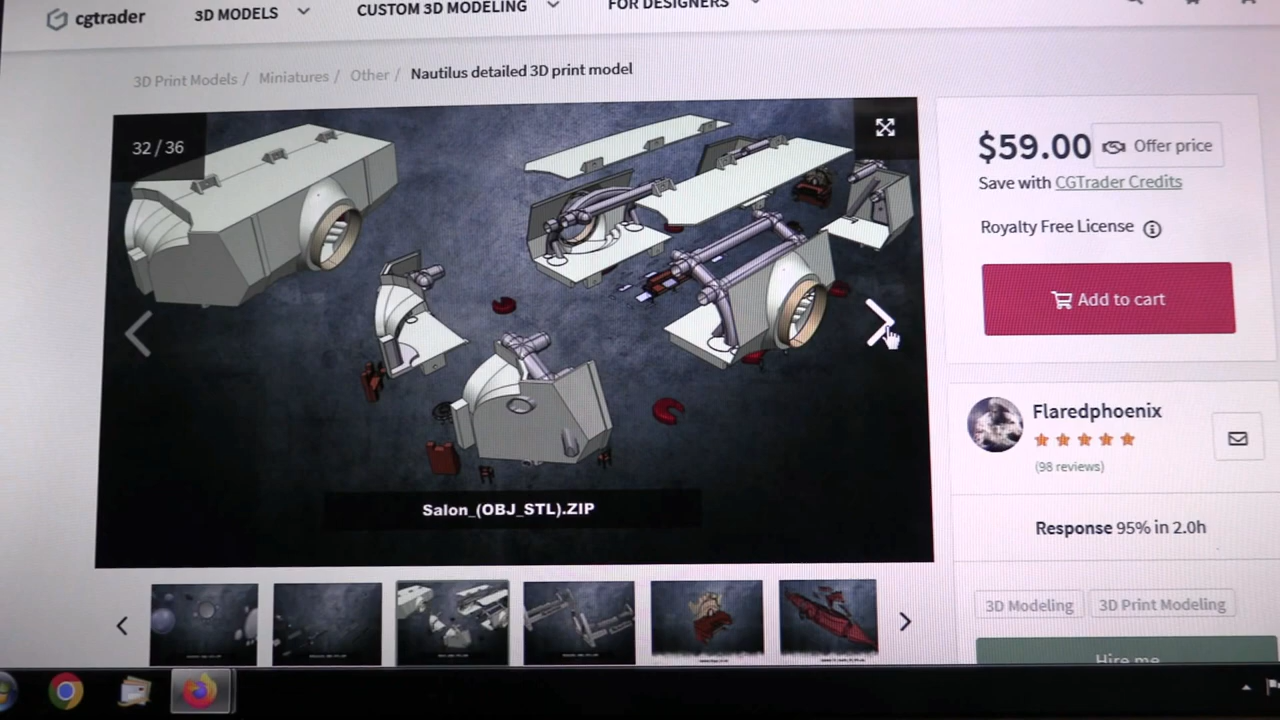 cgtrader
3D MODELS
CUSTOM 3D MODELING
FOR DESIGNERS
3D Print Models / Miniatures / Other / Nautilus detailed 3D print model
32 / 36
$59.00
Offer price
Save with CGTrader Credits
Royalty Free License
Add to cart
Flaredphoenix
(98 reviews)
Salon_(OBJ_STL).ZIP
Response 95% in 2.0h
3D Modeling
3D Print Modeling
Hire me